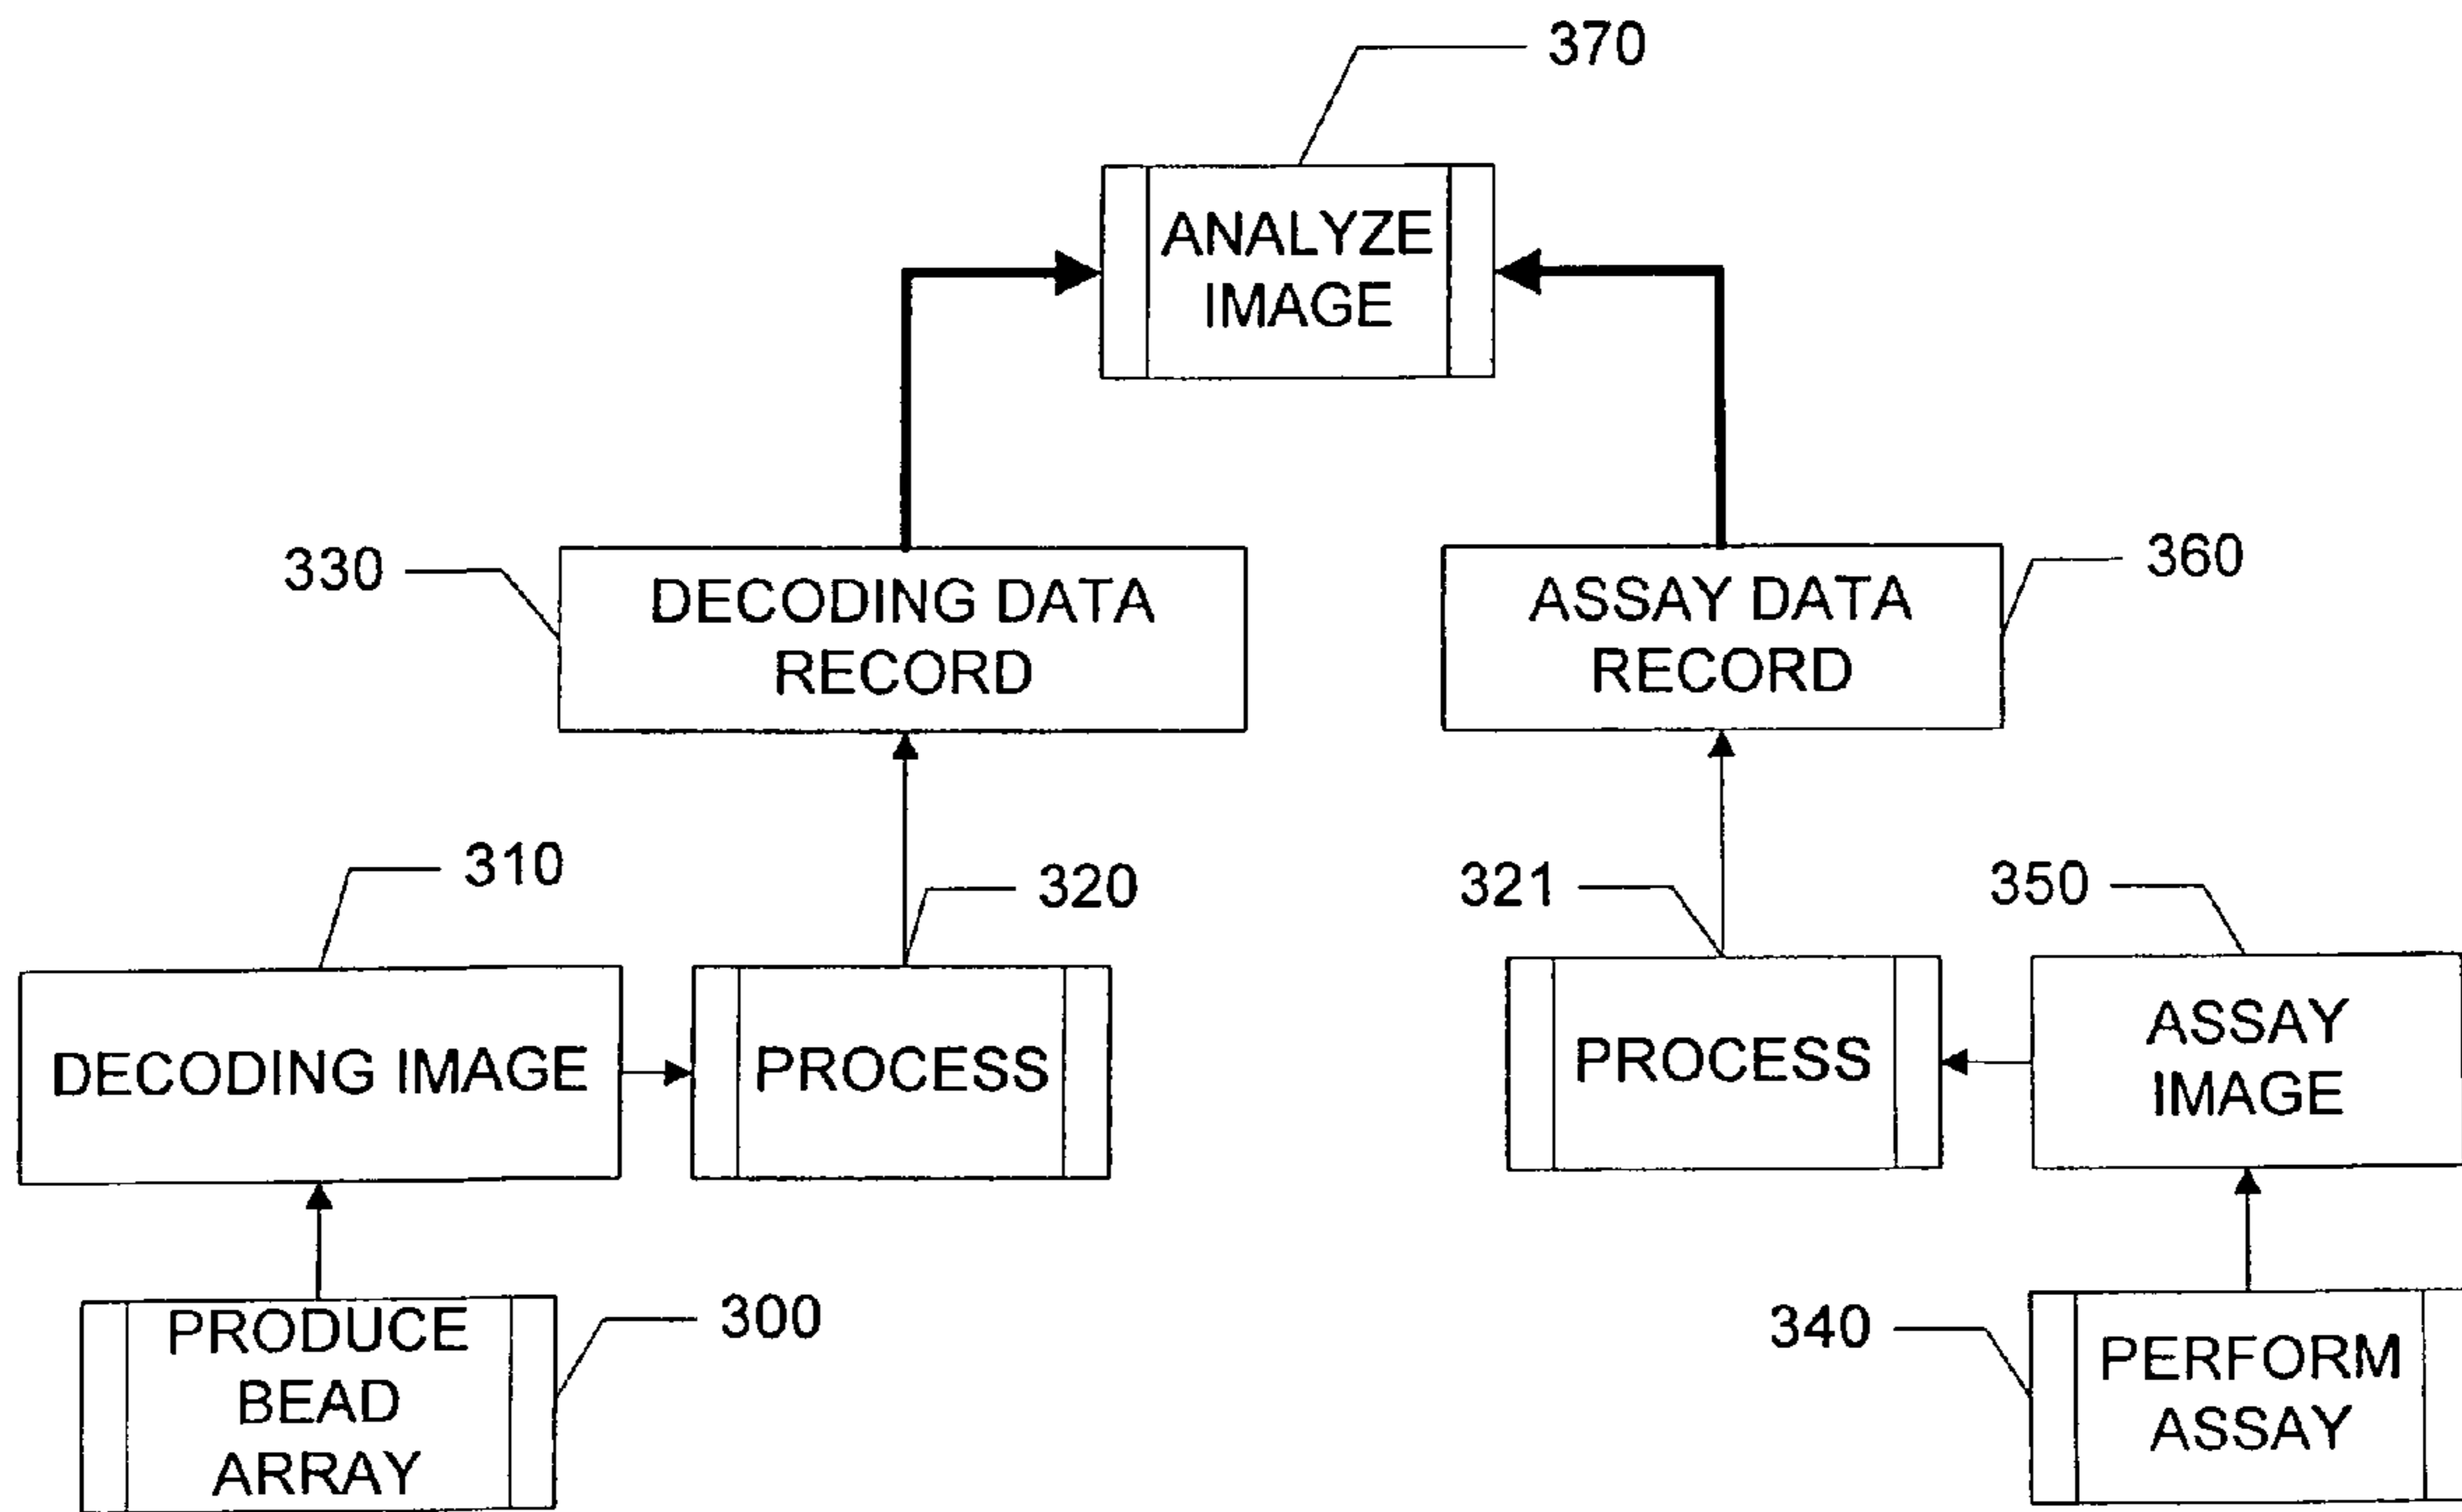 370
ANALYZE
IMAGE
330
DECODING DATA
RECORD
ASSAY DATA
RECORD
360
310
320
321
350
DECODING IMAGE
PROCESS
PROCESS
ASSAY
IMAGE
PRODUCE
BEAD
ARRAY
300
340
PERFORM
ASSAY